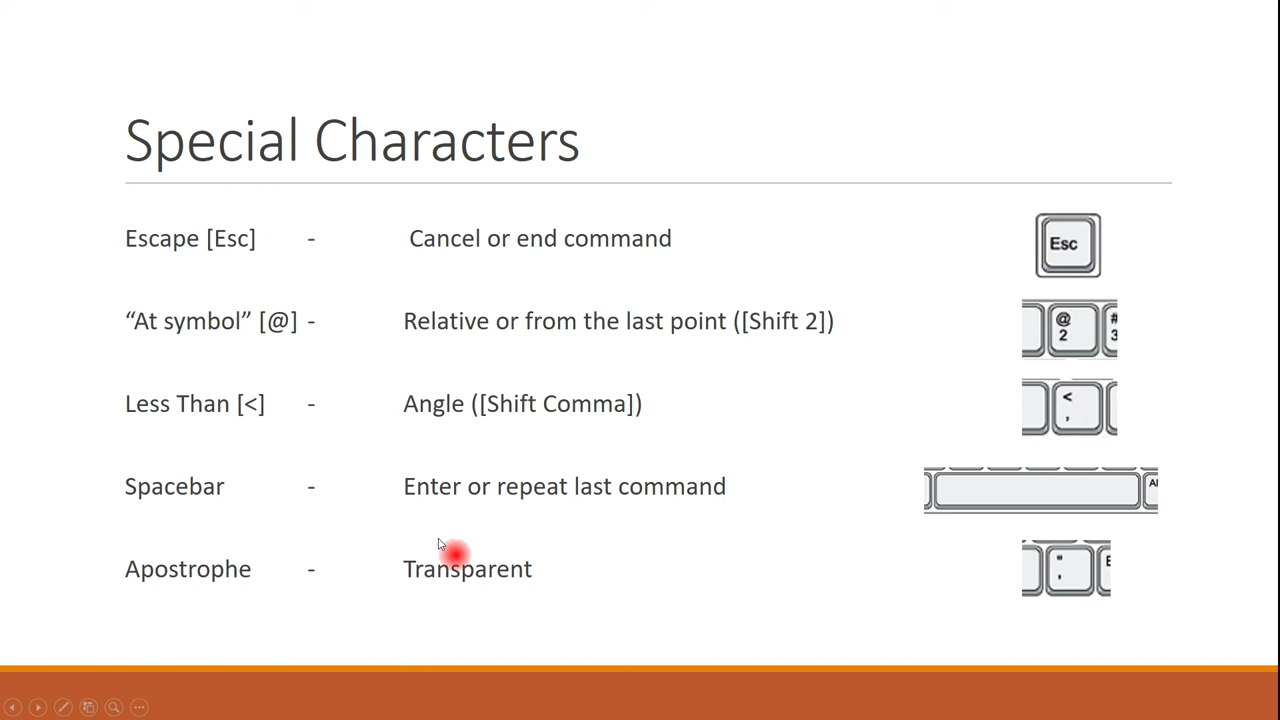 Special Characters
Escape [Esc] - Cancel or end command
Esc
“At symbol” [@] - Relative or from the last point ([Shift 2])
@ #
2 3
Less Than [<] - Angle ([Shift Comma])
<
,
Spacebar - Enter or repeat last command
Apostrophe - Transparent
"
'